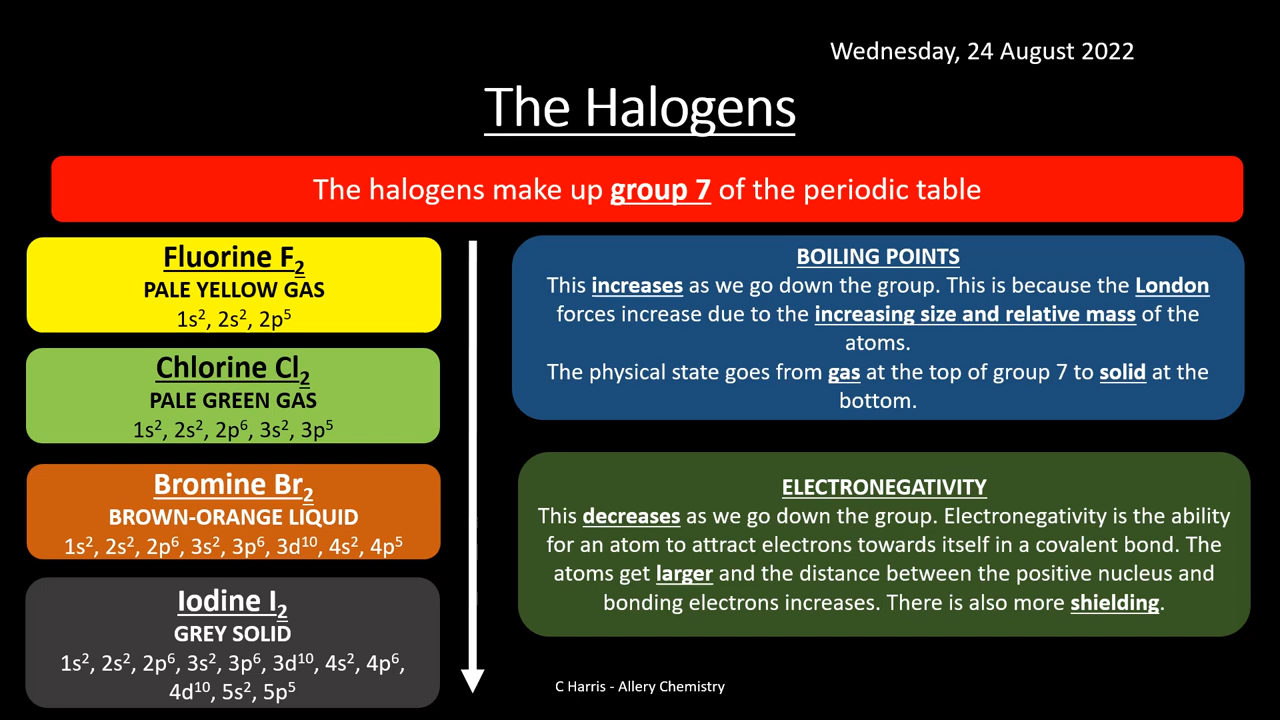 Wednesday, 24 August 2022
The Halogens
The halogens make up group 7 of the periodic table
Fluorine F₂
PALE YELLOW GAS
1s², 2s², 2p⁵
Chlorine Cl₂
PALE GREEN GAS
1s², 2s², 2p⁶, 3s², 3p⁵
Bromine Br₂
BROWN-ORANGE LIQUID
1s², 2s², 2p⁶, 3s², 3p⁶, 3d¹⁰, 4s², 4p⁵
Iodine I₂
GREY SOLID
1s², 2s², 2p⁶, 3s², 3p⁶, 3d¹⁰, 4s², 4p⁶,
4d¹⁰, 5s², 5p⁵
BOILING POINTS
This increases as we go down the group. This is because the London
forces increase due to the increasing size and relative mass of the
atoms.
The physical state goes from gas at the top of group 7 to solid at the
bottom.
ELECTRONEGATIVITY
This decreases as we go down the group. Electronegativity is the ability
for an atom to attract electrons towards itself in a covalent bond. The
atoms get larger and the distance between the positive nucleus and
bonding electrons increases. There is also more shielding.
C Harris - Allery Chemistry